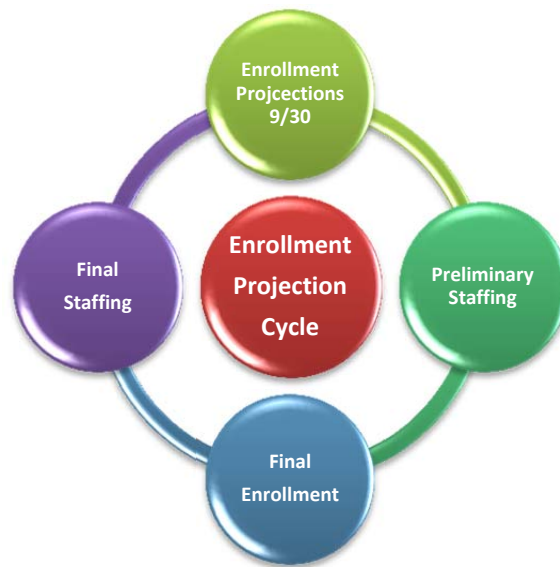 Enrollment
Projcections
9/30
Enrollment
Projection
Cycle
Preliminary
Staffing
Final
Staffing
Final
Enrollment